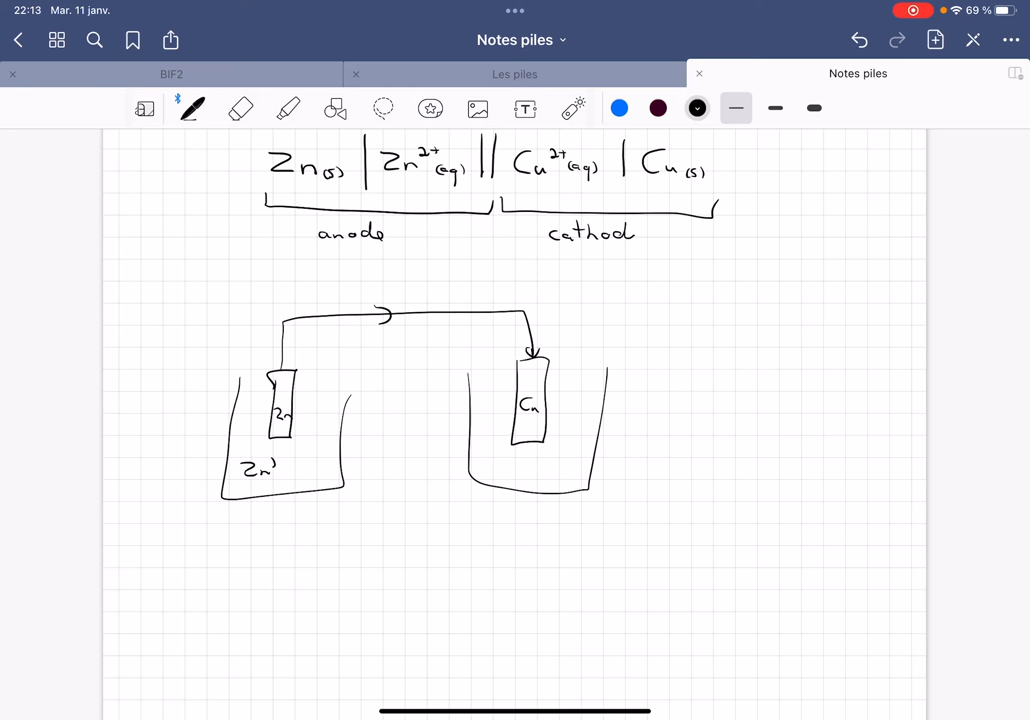 22:13 Mar. 11 janv. 69 %
Notes piles
BIF2 Les piles Notes piles
T
Zn(s) | Zn²⁺(aq) || Cu²⁺(aq) | Cu(s)
anode cathod
Zn Cu
Zn²